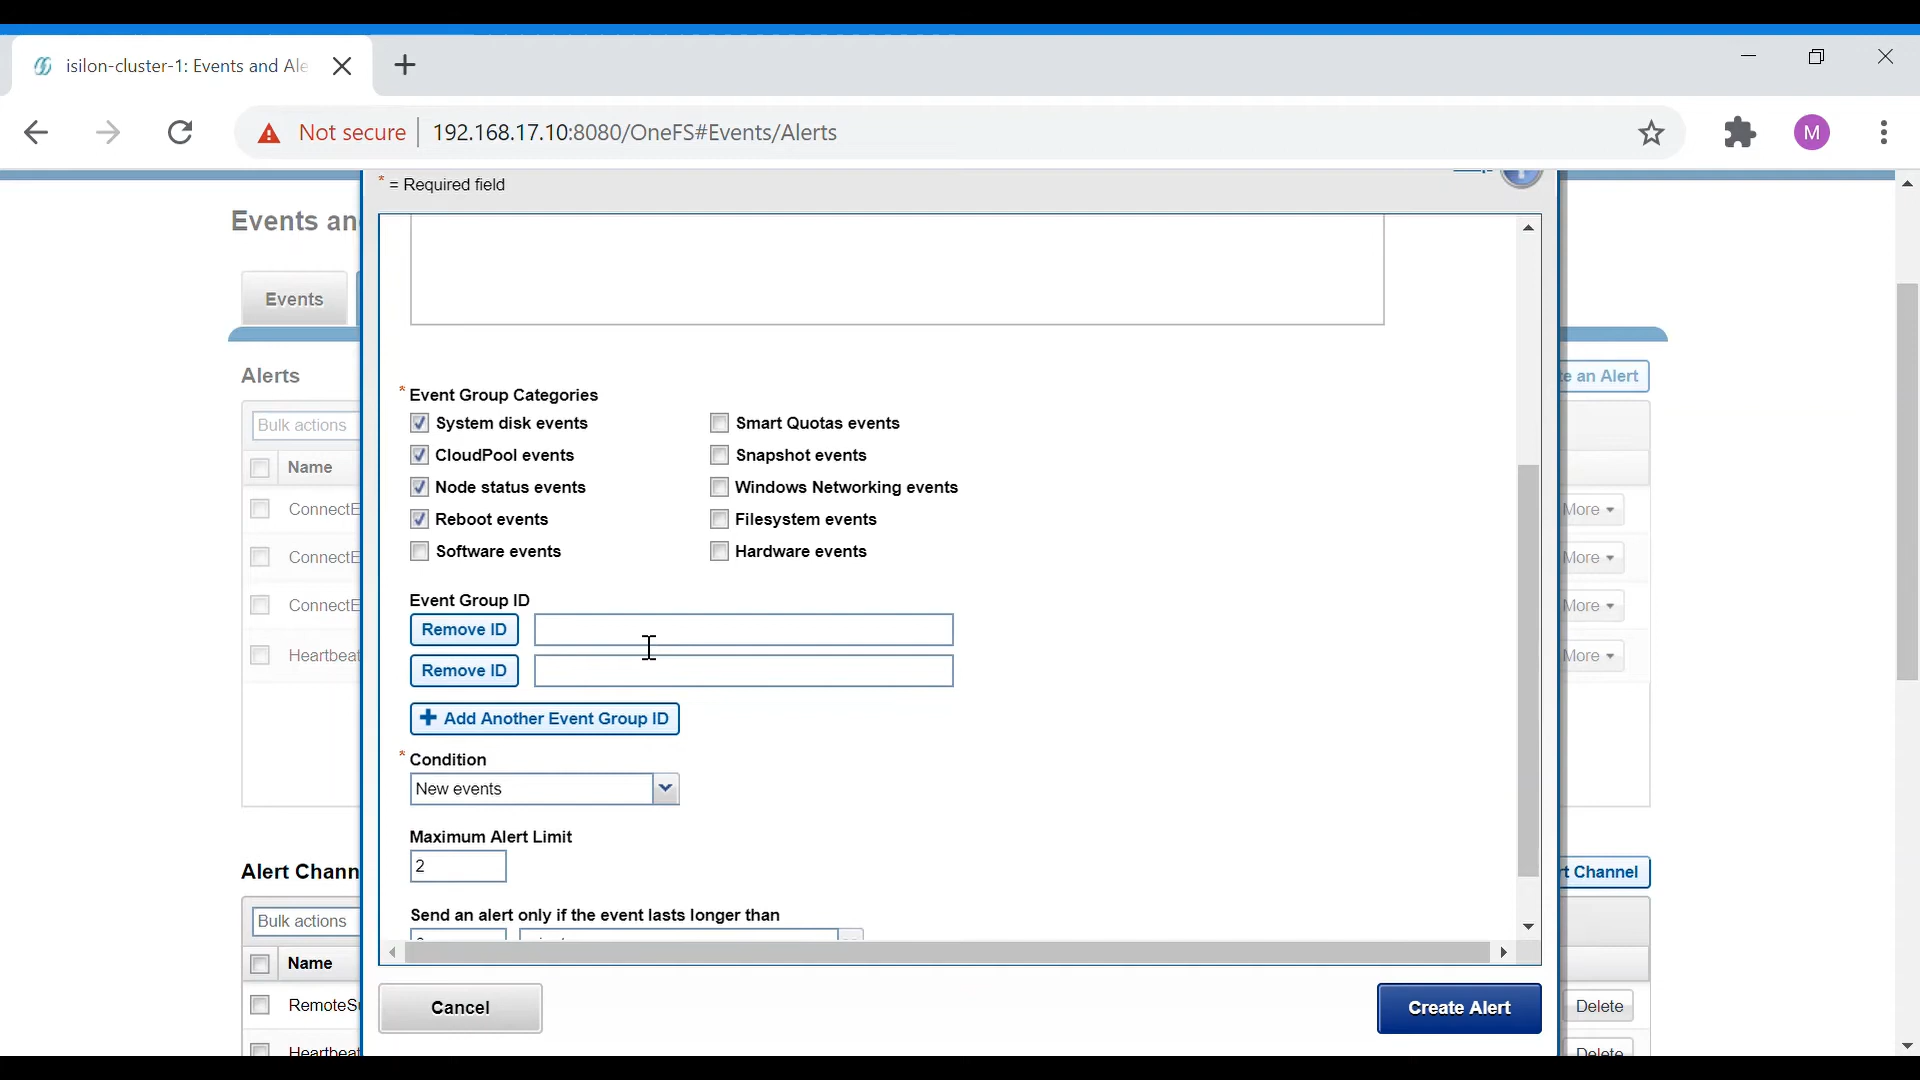 isilon-cluster-1: Events and Ale
Not secure
192.168.17.10:8080/OneFS#Events/Alerts
M
* = Required field
Events an
Events
Alerts
e an Alert
Bulk actions
Name
ConnectE
More
ConnectE
More
ConnectE
More
Heartbeat
More
* Event Group Categories
System disk events
Smart Quotas events
CloudPool events
Snapshot events
Node status events
Windows Networking events
Reboot events
Filesystem events
Software events
Hardware events
Event Group ID
Remove ID
Remove ID
+ Add Another Event Group ID
* Condition
New events
Maximum Alert Limit
2
Send an alert only if the event lasts longer than
Alert Chann
t Channel
Bulk actions
Name
RemoteSu
Delete
Heartbeat
Delete
Cancel
Create Alert